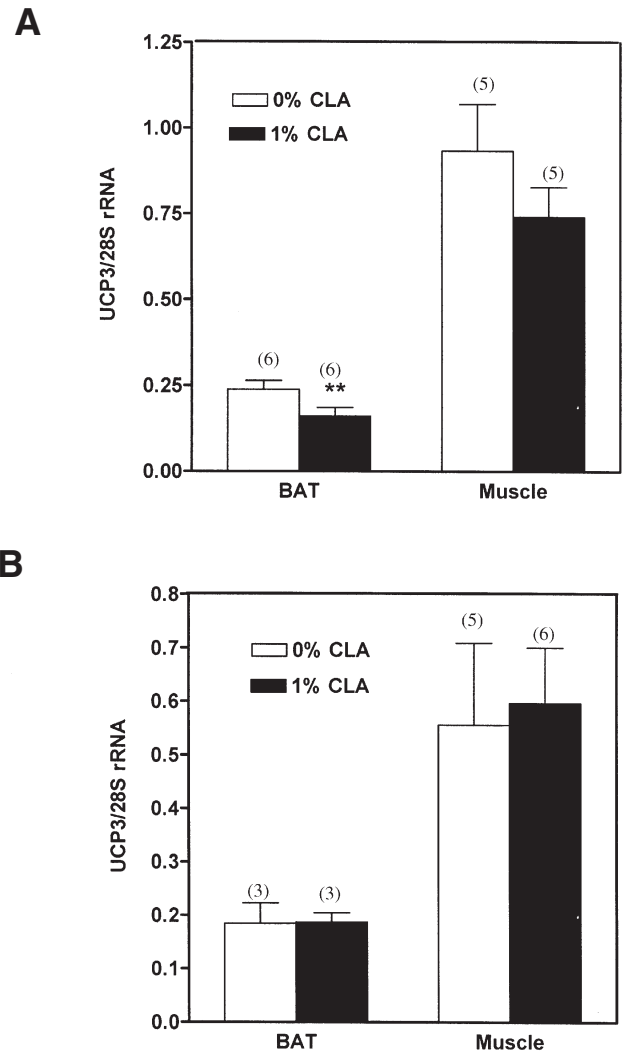 A
1.25
1.00
0.75
0.50
0.25
0.00
UCP3/28S rRNA
0% CLA
1% CLA
(6)
(6)
**
(5)
(5)
BAT
Muscle
B
0.8
0.7
0.6
0.5
0.4
0.3
0.2
0.1
0.0
UCP3/28S rRNA
0% CLA
1% CLA
(3)
(3)
(5)
(6)
BAT
Muscle